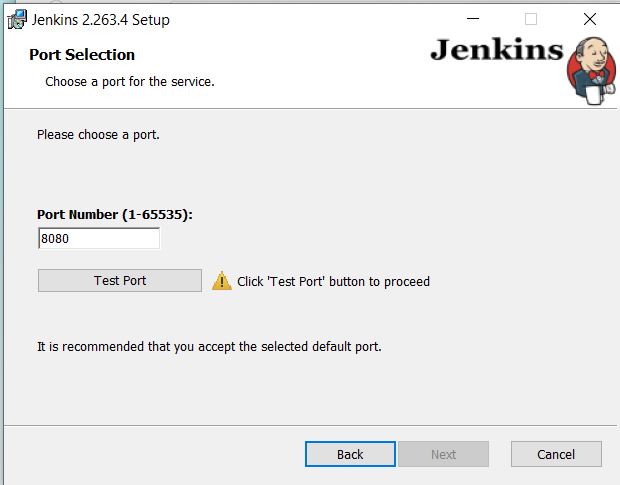 Jenkins 2.263.4 Setup
Port Selection
Jenkins
Choose a port for the service.
Please choose a port.
Port Number (1-65535):
8080
Test Port
Click 'Test Port' button to proceed
It is recommended that you accept the selected default port.
Back
Next
Cancel